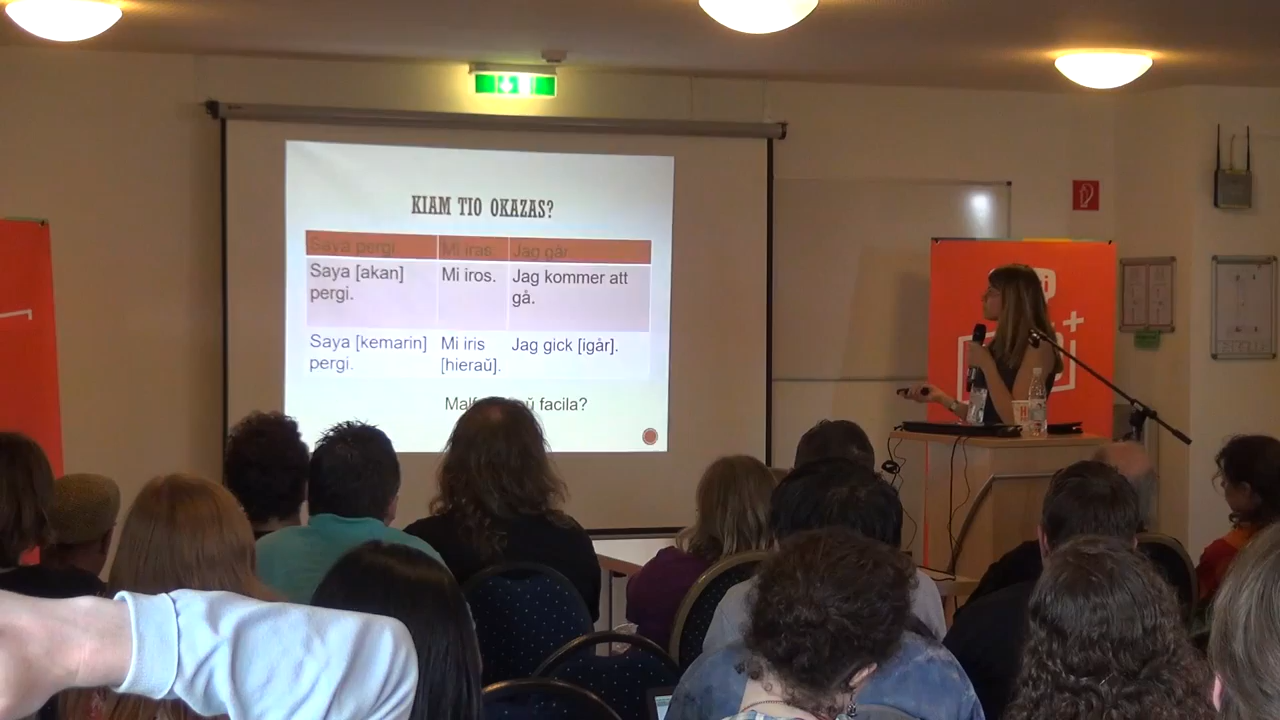 KIAM TIO OKAZAS?
Saya pergi. Mi iras. Jag går.
Saya [akan] Mi iros. Jag kommer att
pergi. gå.
Saya [kemarin] Mi iris Jag gick [igår].
pergi. [hieraŭ].
facila?